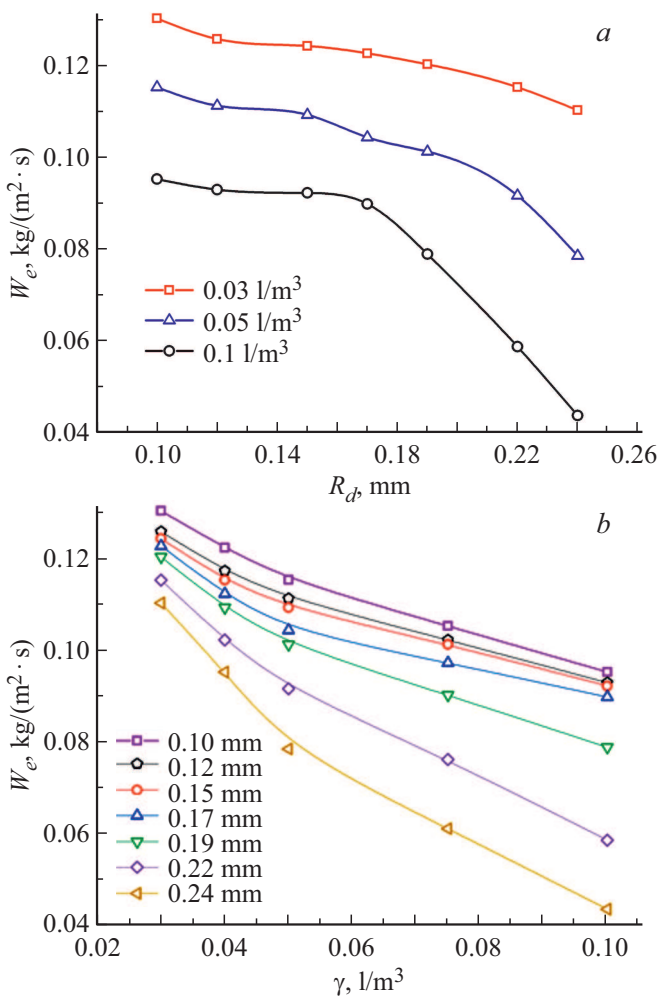 a
0.12
0.10
0.08
0.06
0.04
W_e, kg/(m² · s)
0.03 l/m³
0.05 l/m³
0.1 l/m³
0.10 0.14 0.18 0.22 0.26
R_d, mm
b
0.12
0.10
0.08
0.06
0.04
W_e, kg/(m² · s)
0.10 mm
0.12 mm
0.15 mm
0.17 mm
0.19 mm
0.22 mm
0.24 mm
0.02 0.04 0.06 0.08 0.10
γ, l/m³